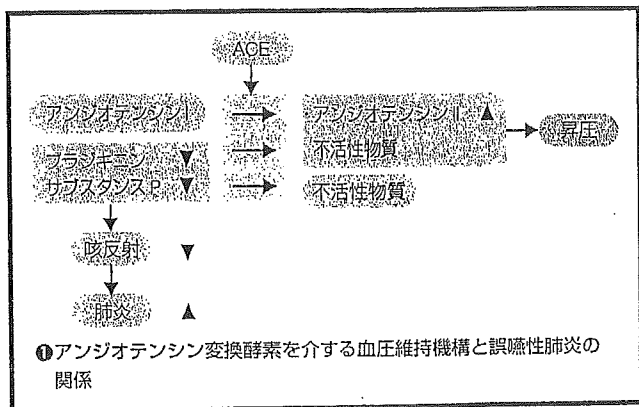 ACE
アンジオテンシンI → アンジオテンシンII ▲ → 昇圧
ブラジキニン ▼ → 不活性物質
サブスタンスP ▼ → 不活性物質
咳反射 ▼
肺炎 ▲
❶アンジオテンシン変換酵素を介する血圧維持機構と誤嚥性肺炎の
関係